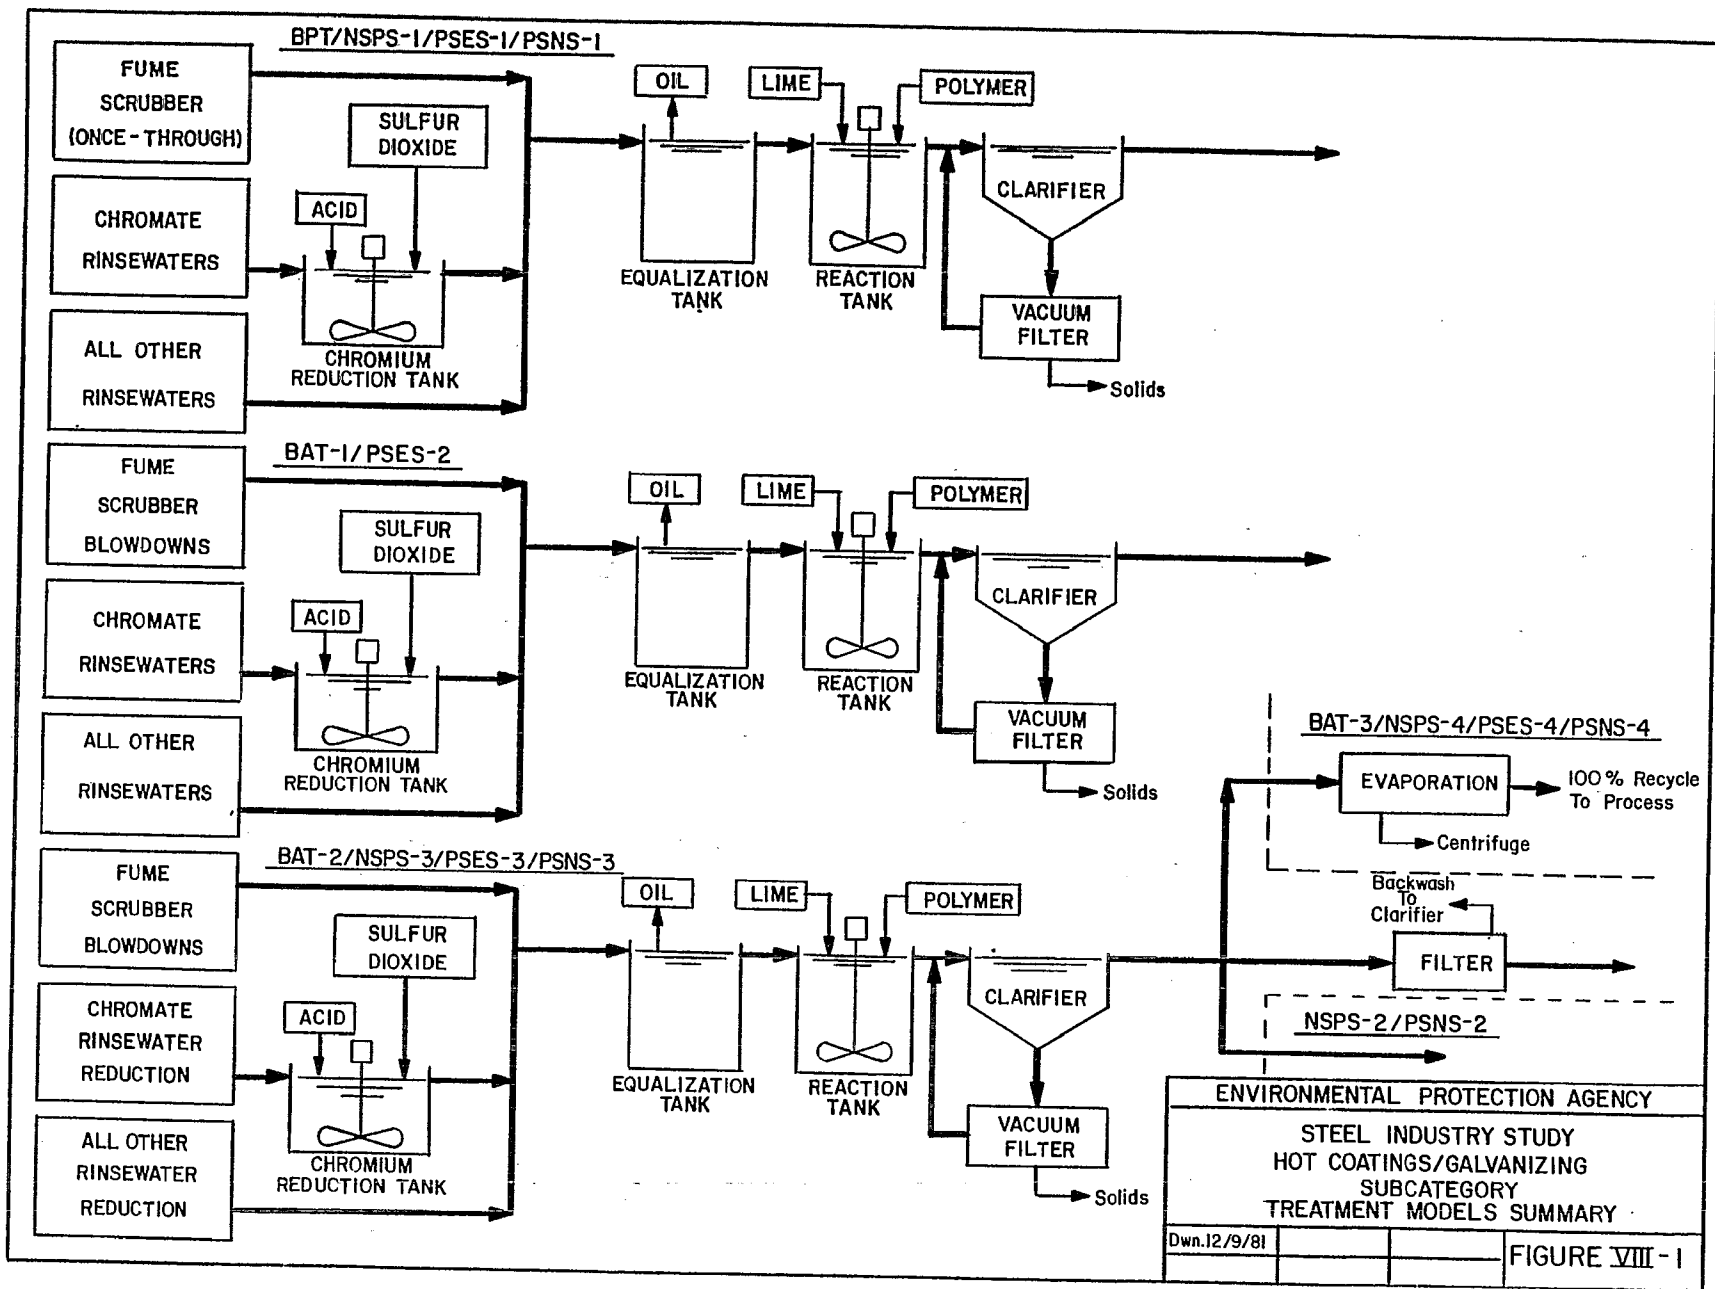 BPT/NSPS-1/PSES-1/PSNS-1
FUME
SCRUBBER
(ONCE-THROUGH)
CHROMATE
RINSEWATERS
ALL OTHER
RINSEWATERS
SULFUR
DIOXIDE
ACID
CHROMIUM
REDUCTION TANK
OIL
EQUALIZATION
TANK
LIME
POLYMER
REACTION
TANK
CLARIFIER
VACUUM
FILTER
Solids
BAT-1/PSES-2
FUME
SCRUBBER
BLOWDOWNS
CHROMATE
RINSEWATERS
ALL OTHER
RINSEWATERS
SULFUR
DIOXIDE
ACID
CHROMIUM
REDUCTION TANK
OIL
EQUALIZATION
TANK
LIME
POLYMER
REACTION
TANK
CLARIFIER
VACUUM
FILTER
Solids
BAT-2/NSPS-3/PSES-3/PSNS-3
FUME
SCRUBBER
BLOWDOWNS
CHROMATE
RINSEWATER
REDUCTION
ALL OTHER
RINSEWATER
REDUCTION
SULFUR
DIOXIDE
ACID
CHROMIUM
REDUCTION TANK
OIL
EQUALIZATION
TANK
LIME
POLYMER
REACTION
TANK
CLARIFIER
VACUUM
FILTER
Solids
BAT-3/NSPS-4/PSES-4/PSNS-4
EVAPORATION
100% Recycle
To Process
Centrifuge
Backwash
To
Clarifier
FILTER
NSPS-2/PSNS-2
ENVIRONMENTAL PROTECTION AGENCY
STEEL INDUSTRY STUDY
HOT COATINGS/GALVANIZING
SUBCATEGORY
TREATMENT MODELS SUMMARY
Dwn.12/9/81
FIGURE VIII-1